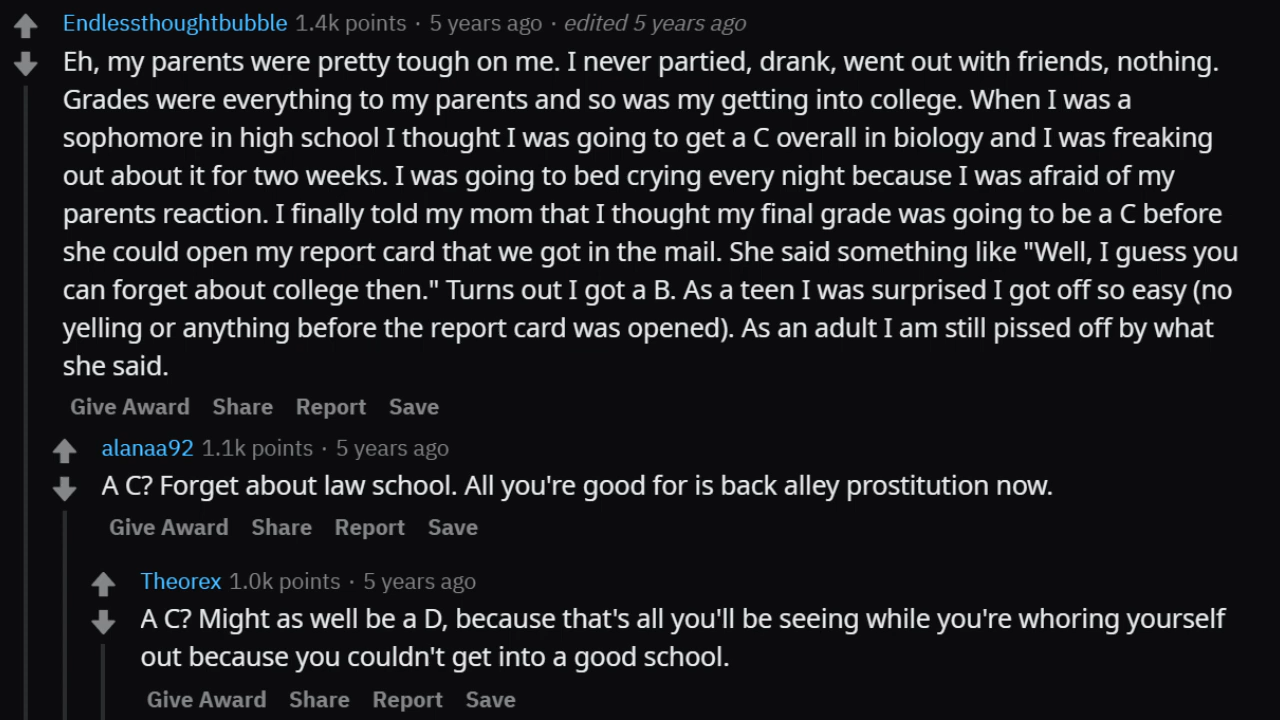 Endlessthoughtbubble 1.4k points · 5 years ago · edited 5 years ago
Eh, my parents were pretty tough on me. I never partied, drank, went out with friends, nothing.
Grades were everything to my parents and so was my getting into college. When I was a
sophomore in high school I thought I was going to get a C overall in biology and I was freaking
out about it for two weeks. I was going to bed crying every night because I was afraid of my
parents reaction. I finally told my mom that I thought my final grade was going to be a C before
she could open my report card that we got in the mail. She said something like "Well, I guess you
can forget about college then." Turns out I got a B. As a teen I was surprised I got off so easy (no
yelling or anything before the report card was opened). As an adult I am still pissed off by what
she said.
Give Award Share Report Save
alanaa92 1.1k points · 5 years ago
A C? Forget about law school. All you're good for is back alley prostitution now.
Give Award Share Report Save
Theorex 1.0k points · 5 years ago
A C? Might as well be a D, because that's all you'll be seeing while you're whoring yourself
out because you couldn't get into a good school.
Give Award Share Report Save